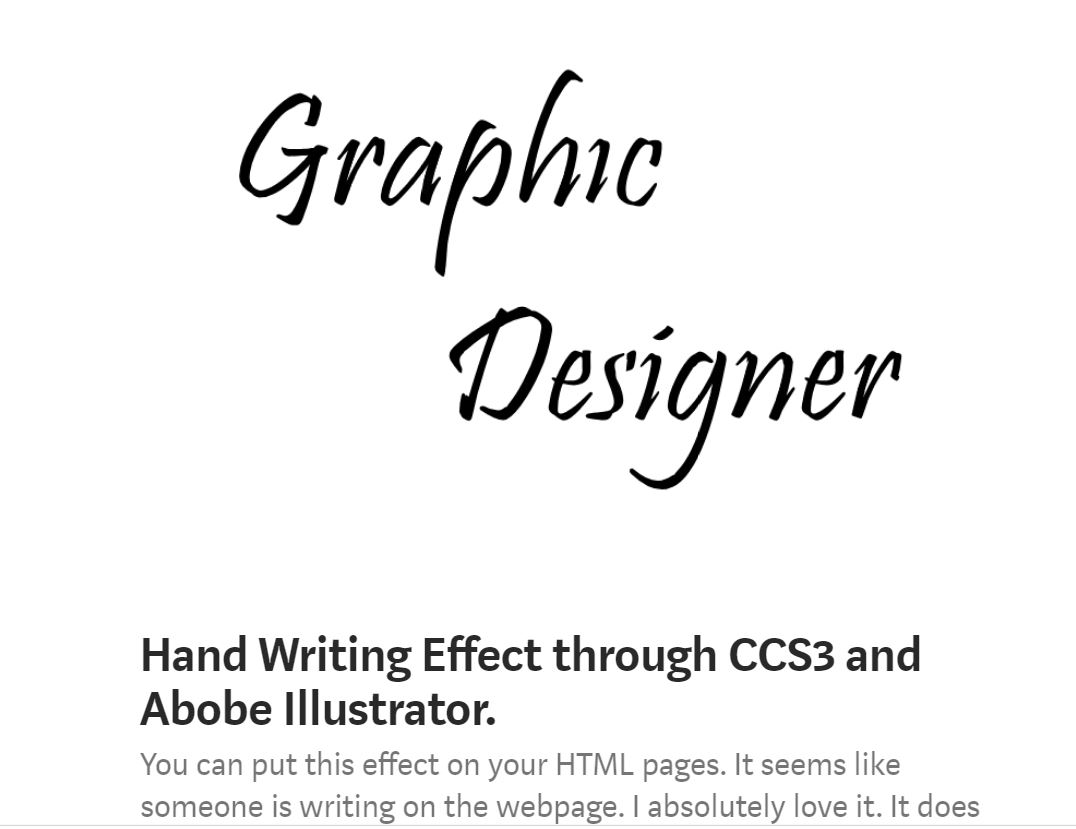 Graphic
Designer
Hand Writing Effect through CCS3 and
Abobe Illustrator.
You can put this effect on your HTML pages. It seems like
someone is writing on the webpage. I absolutely love it. It does